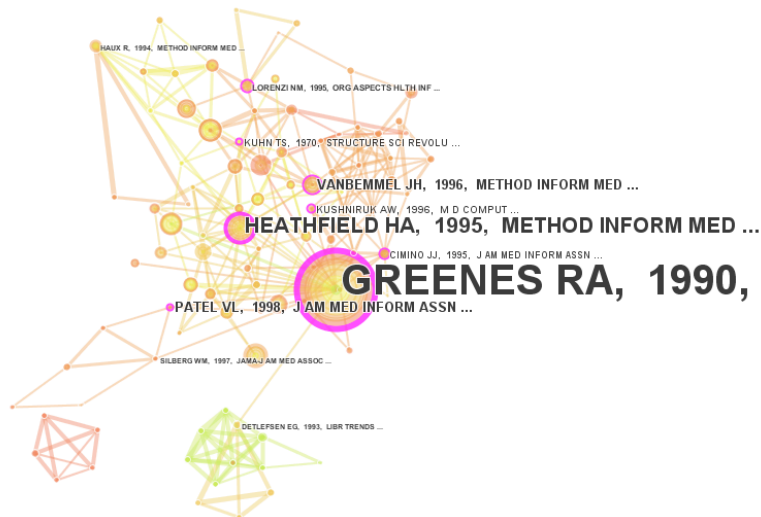 HAUX R, 1994, METHOD INFORM MED ...
LORENZI NM, 1995, ORG ASPECTS HLTH INF ...
KUHN TS, 1970, STRUCTURE SCI REVOLU ...
VANBEMMEL JH, 1996, METHOD INFORM MED ...
KUSHNIRUK AW, 1996, M D COMPUT ...
HEATHFIELD HA, 1995, METHOD INFORM MED ...
CIMINO JJ, 1995, J AM MED INFORM ASSN ...
GREENES RA, 1990,
PATEL VL, 1998, J AM MED INFORM ASSN ...
SILBERG WM, 1997, JAMA-J AM MED ASSOC ...
DETLEFSEN EG, 1993, LIBR TRENDS ...